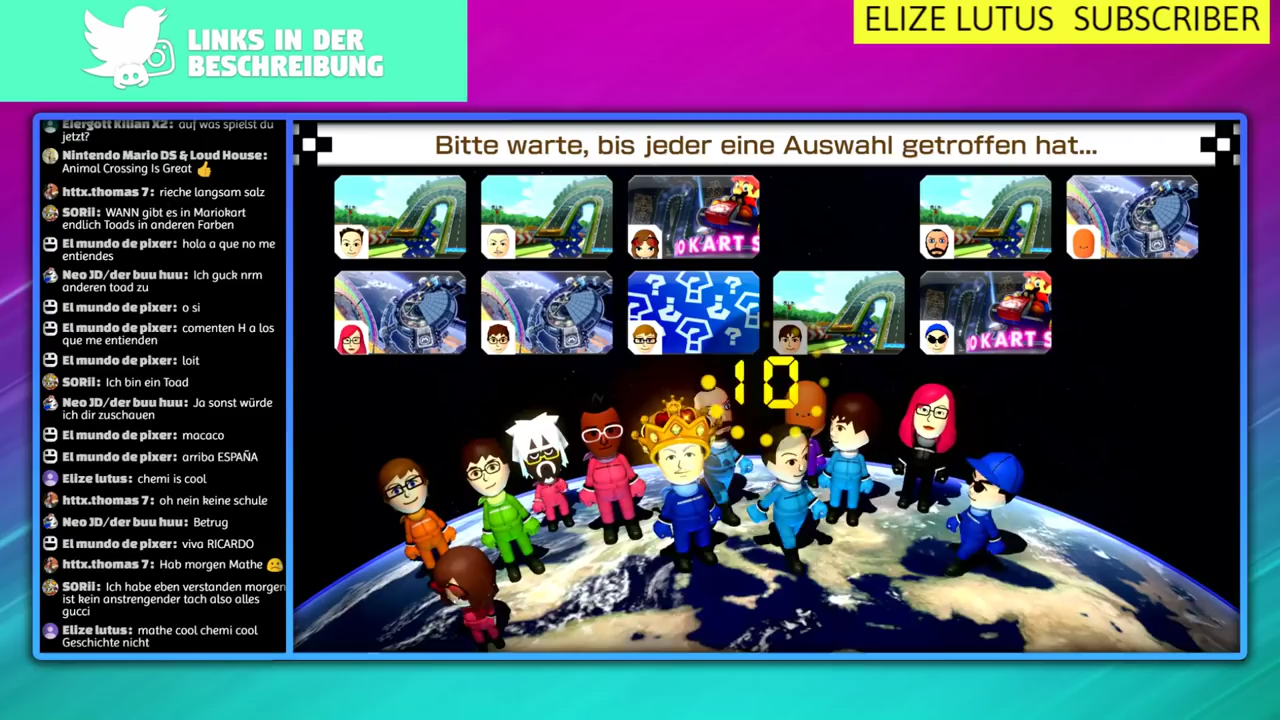 LINKS IN DER
BESCHREIBUNG
ELIZE LUTUS SUBSCRIBER
Eiergott Kilian X2: auf was spielst du
jetzt?
Nintendo Mario DS & Loud House:
Animal Crossing Is Great 👍
httx.thomas 7: rieche langsam salz
SORii: WANN gibt es in Mariokart
endlich Toads in anderen Farben
El mundo de pixer: hola a que no me
entiendes
Neo JD/der buu huu: Ich guck nrm
anderen toad zu
El mundo de pixer: o si
El mundo de pixer: comenten H a los
que me entienden
El mundo de pixer: loit
SORii: Ich bin ein Toad
Neo JD/der buu huu: Ja sonst würde
ich dir zuschauen
El mundo de pixer: macaco
El mundo de pixer: arriba ESPAÑA
Elize lutus: chemi is cool
httx.thomas 7: oh nein keine schule
Neo JD/der buu huu: Betrug
El mundo de pixer: viva RICARDO
httx.thomas 7: Hab morgen Mathe ☹️
SORii: Ich habe eben verstanden morgen
ist kein anstrengender tach also alles
gucci
Elize lutus: mathe cool chemi cool
Geschichte nicht
Bitte warte, bis jeder eine Auswahl getroffen hat...
O KART S
O KART S
10